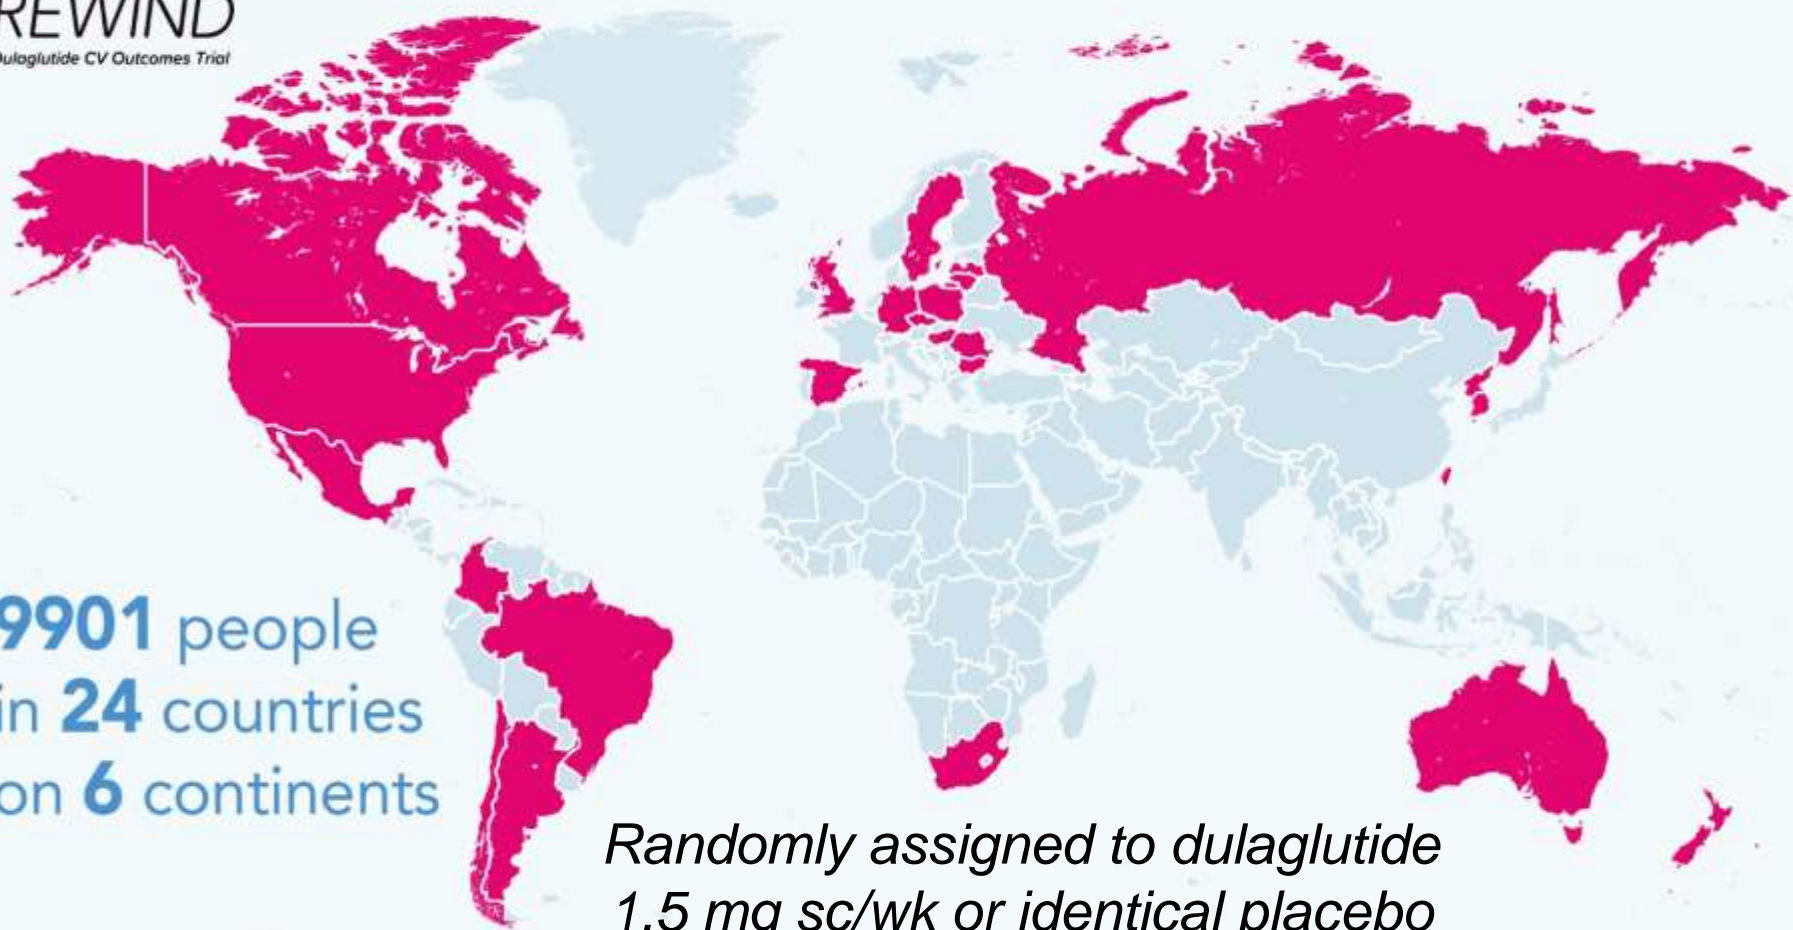 REWIND
Dulaglutide CV Outcomes Trial
9901 people
in 24 countries
on 6 continents
Randomly assigned to dulaglutide
1.5 mg sc/wk or identical placebo